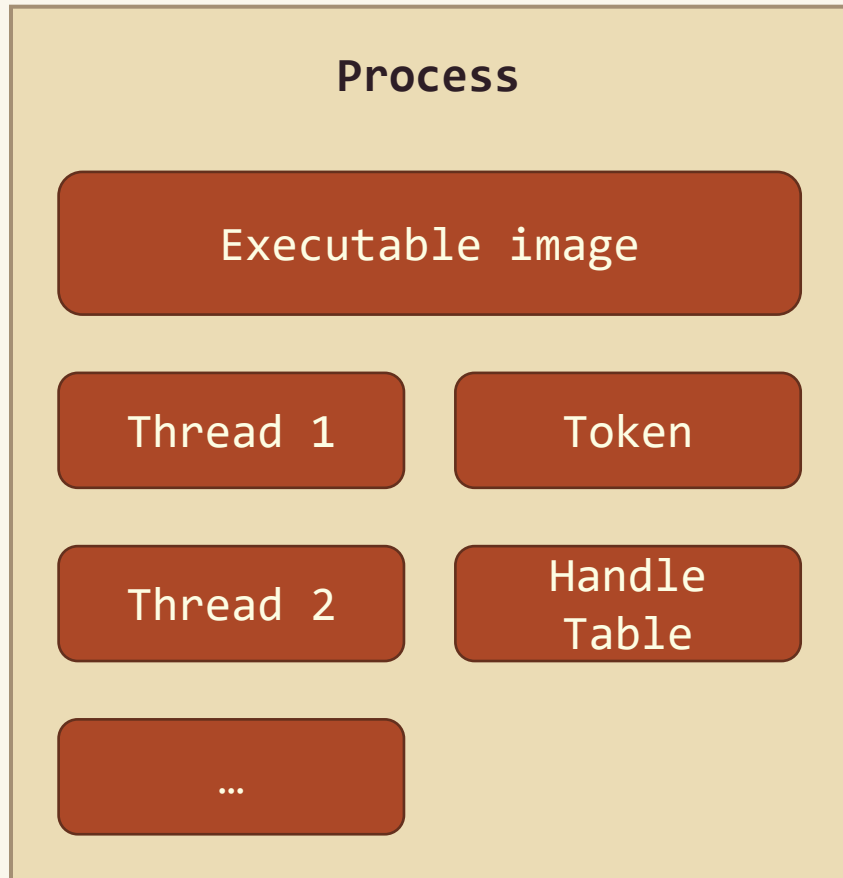 Process
Executable image
Thread 1
Token
Thread 2
Handle
Table
…